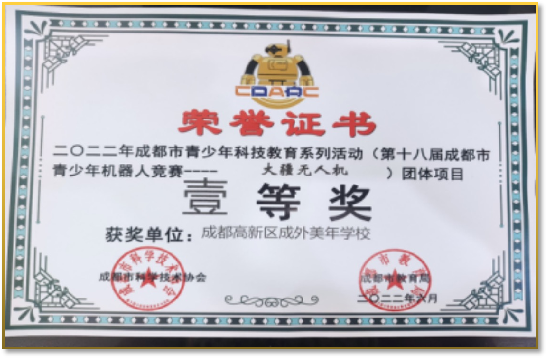 CDARC
荣誉证书
二〇二二年成都市青少年科技教育系列活动（第十八届成都市
青少年机器人竞赛----大疆无人机）团体项目
壹等奖
获奖单位：成都高新区成外美年学校
成都市科学技术协会
成都市教育局
二〇二二年六月